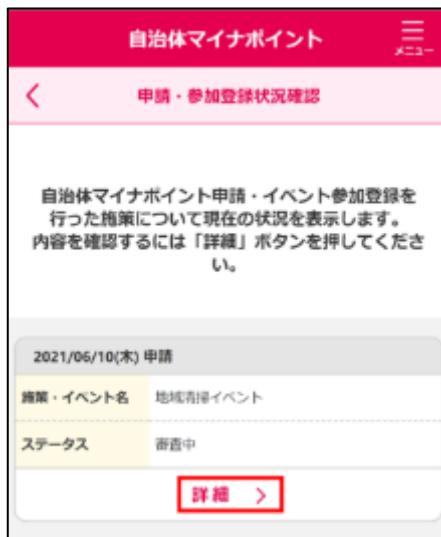 自治体マイナポイント
メニュー
申請・参加登録状況確認
自治体マイナポイント申請・イベント参加登録を
行った施策について現在の状況を表示します。
内容を確認するには「詳細」ボタンを押してくださ
い。
2021/06/10(木) 申請
施策・イベント名 地域清掃イベント
ステータス 審査中
詳細